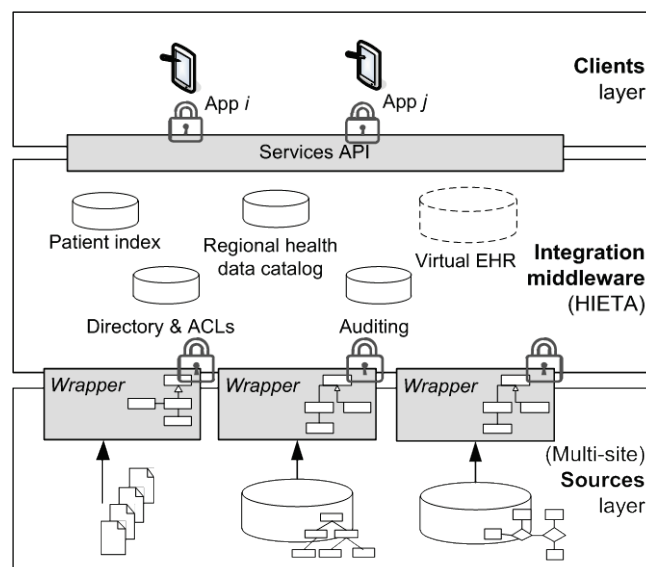 Clients
layer
App i
App j
Services API
Patient index
Regional health
data catalog
Virtual EHR
Integration
middleware
(HIETA)
Directory & ACLs
Auditing
Wrapper
Wrapper
Wrapper
(Multi-site)
Sources
layer